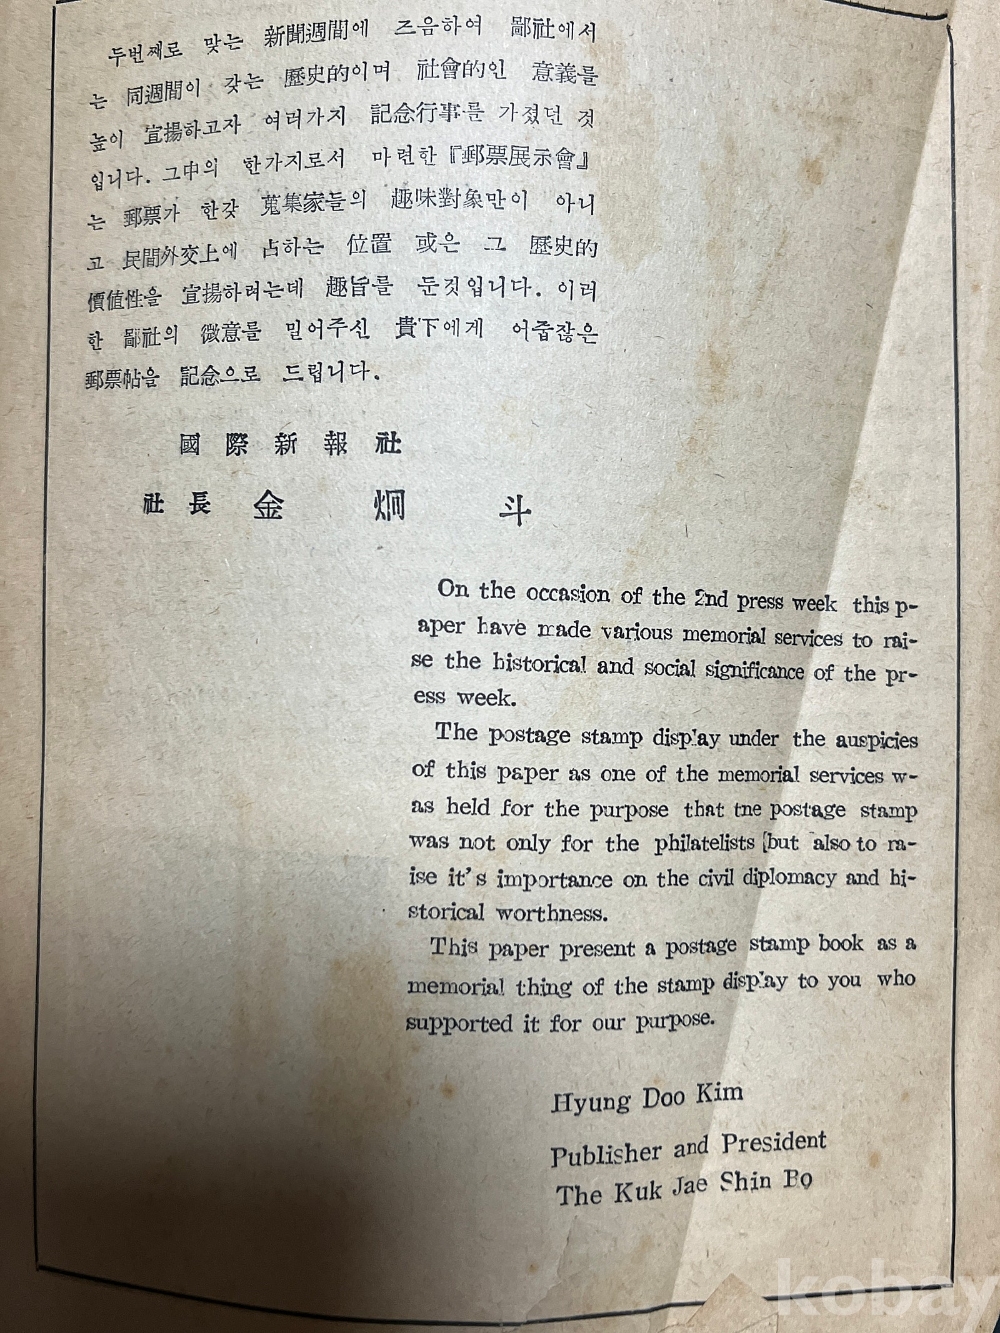 두번째로 맞는 新聞週間에 즈음하여 鄙社에서
는 同週間이 갖는 歷史的이며 社會的인 意義를
높이 宣揚하고자 여러가지 記念行事를 가졌던 것
입니다. 그中의 한가지로서 마련한 『郵票展示會』
는 郵票가 한갖 蒐集家들의 趣味對象만이 아니
고 民間外交上에 占하는 位置 或은 그 歷史的
價値性을 宣揚하려는데 趣旨를 둔것입니다. 이러
한 鄙社의 微意를 밀어주신 貴下에게 어줍잖은
郵票帖을 記念으로 드립니다.
國際新報社
社長 金炯斗
On the occasion of the 2nd press week this p-
aper have made various memorial services to rai-
se the historical and social significance of the pr-
ess week.
The postage stamp display under the auspicies
of this paper as one of the memorial services w-
as held for the purpose that tne postage stamp
was not only for the philatelists [but also to ra-
ise it's importance on the civil diplomacy and hi-
storical worthness.
This paper present a postage stamp book as a
memorial thing of the stamp display to you who
supported it for our purpose.
Hyung Doo Kim
Publisher and President
The Kuk Jae Shin Bo
kobay